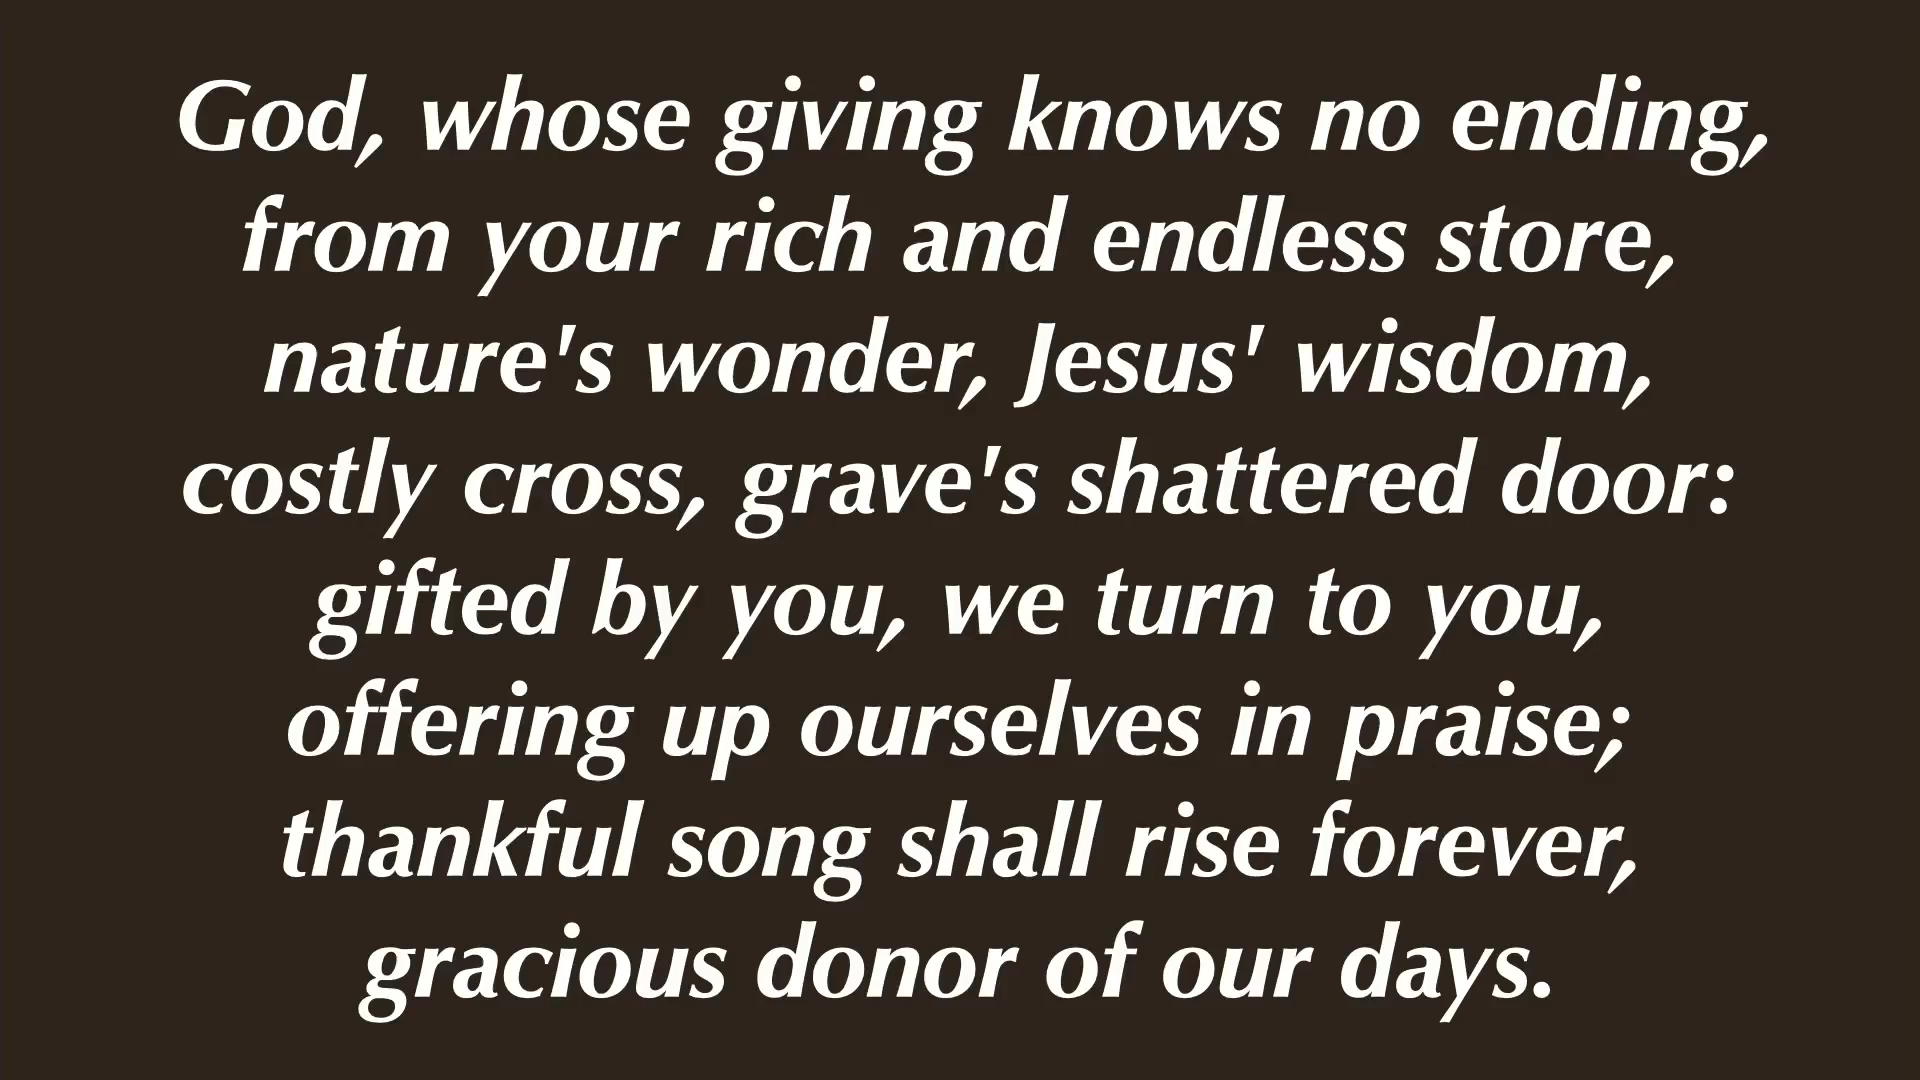 God, whose giving knows no ending,
from your rich and endless store,
nature's wonder, Jesus' wisdom,
costly cross, grave's shattered door:
gifted by you, we turn to you,
offering up ourselves in praise;
thankful song shall rise forever,
gracious donor of our days.